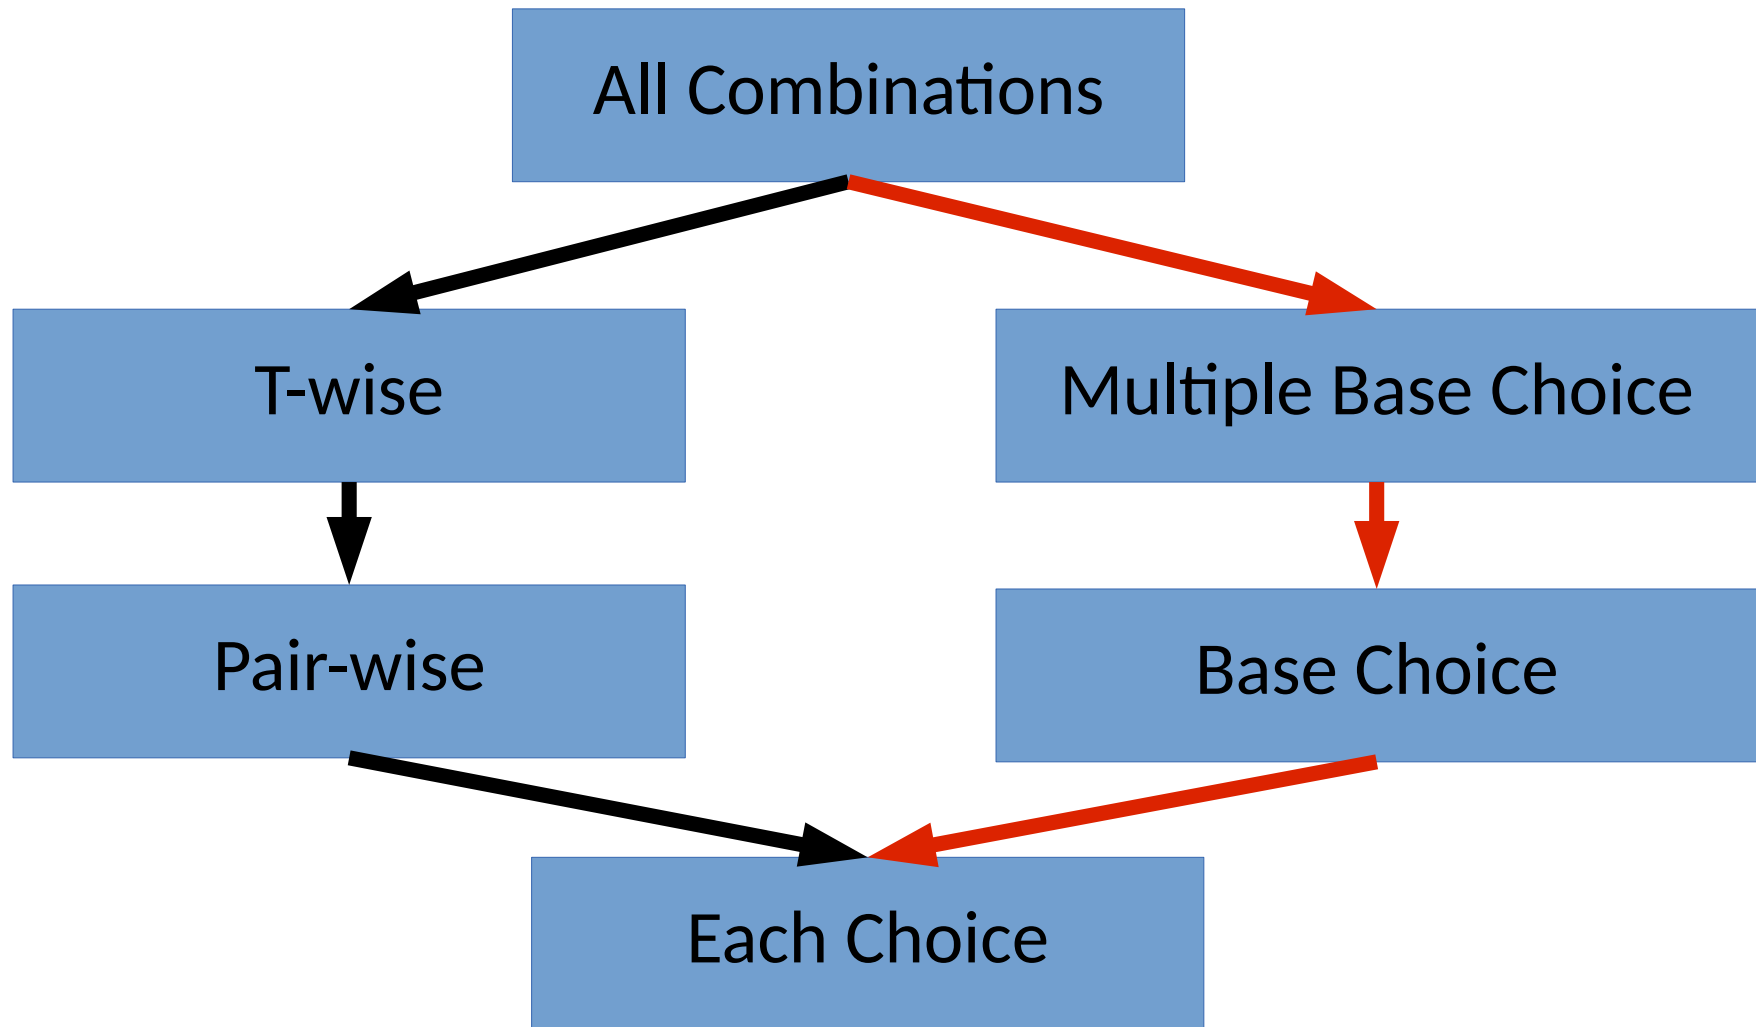 All Combinations
T-wise
Multiple Base Choice
Pair-wise
Base Choice
Each Choice